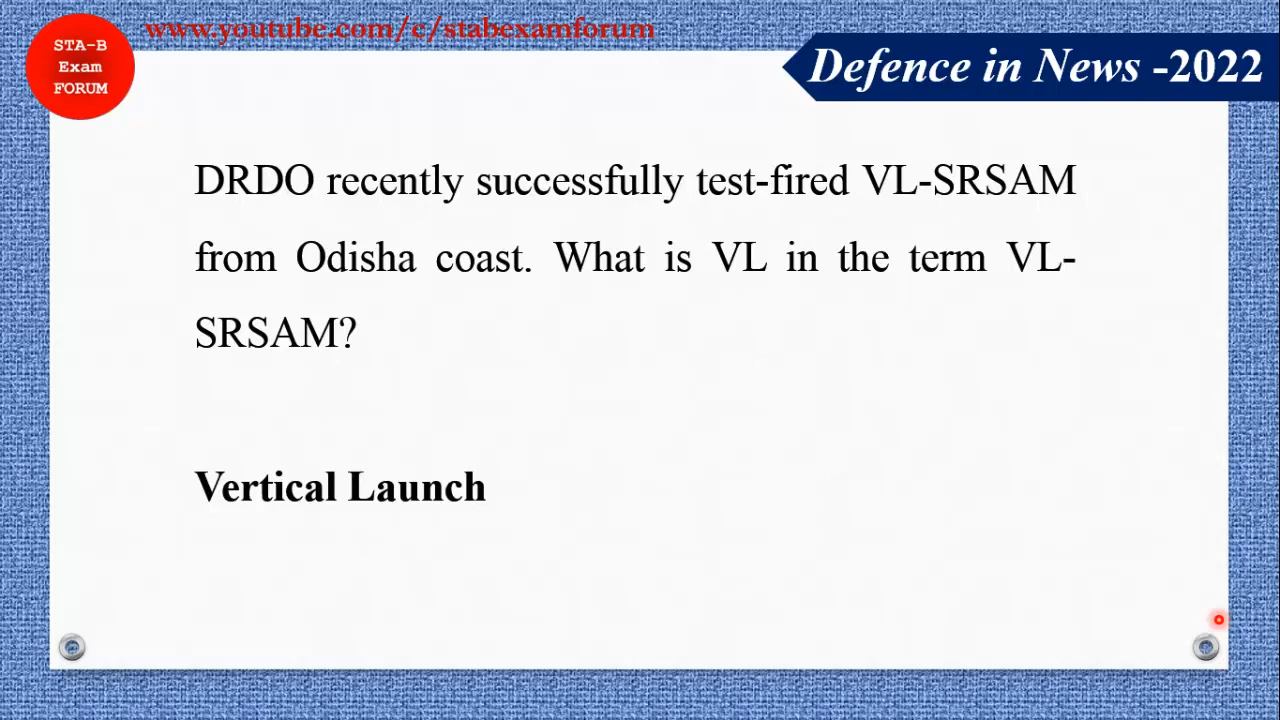 www.youtube.com/c/stabexamforum
STA-B
Exam
FORUM
Defence in News -2022
DRDO recently successfully test-fired VL-SRSAM
from Odisha coast. What is VL in the term VL-
SRSAM?
Vertical Launch